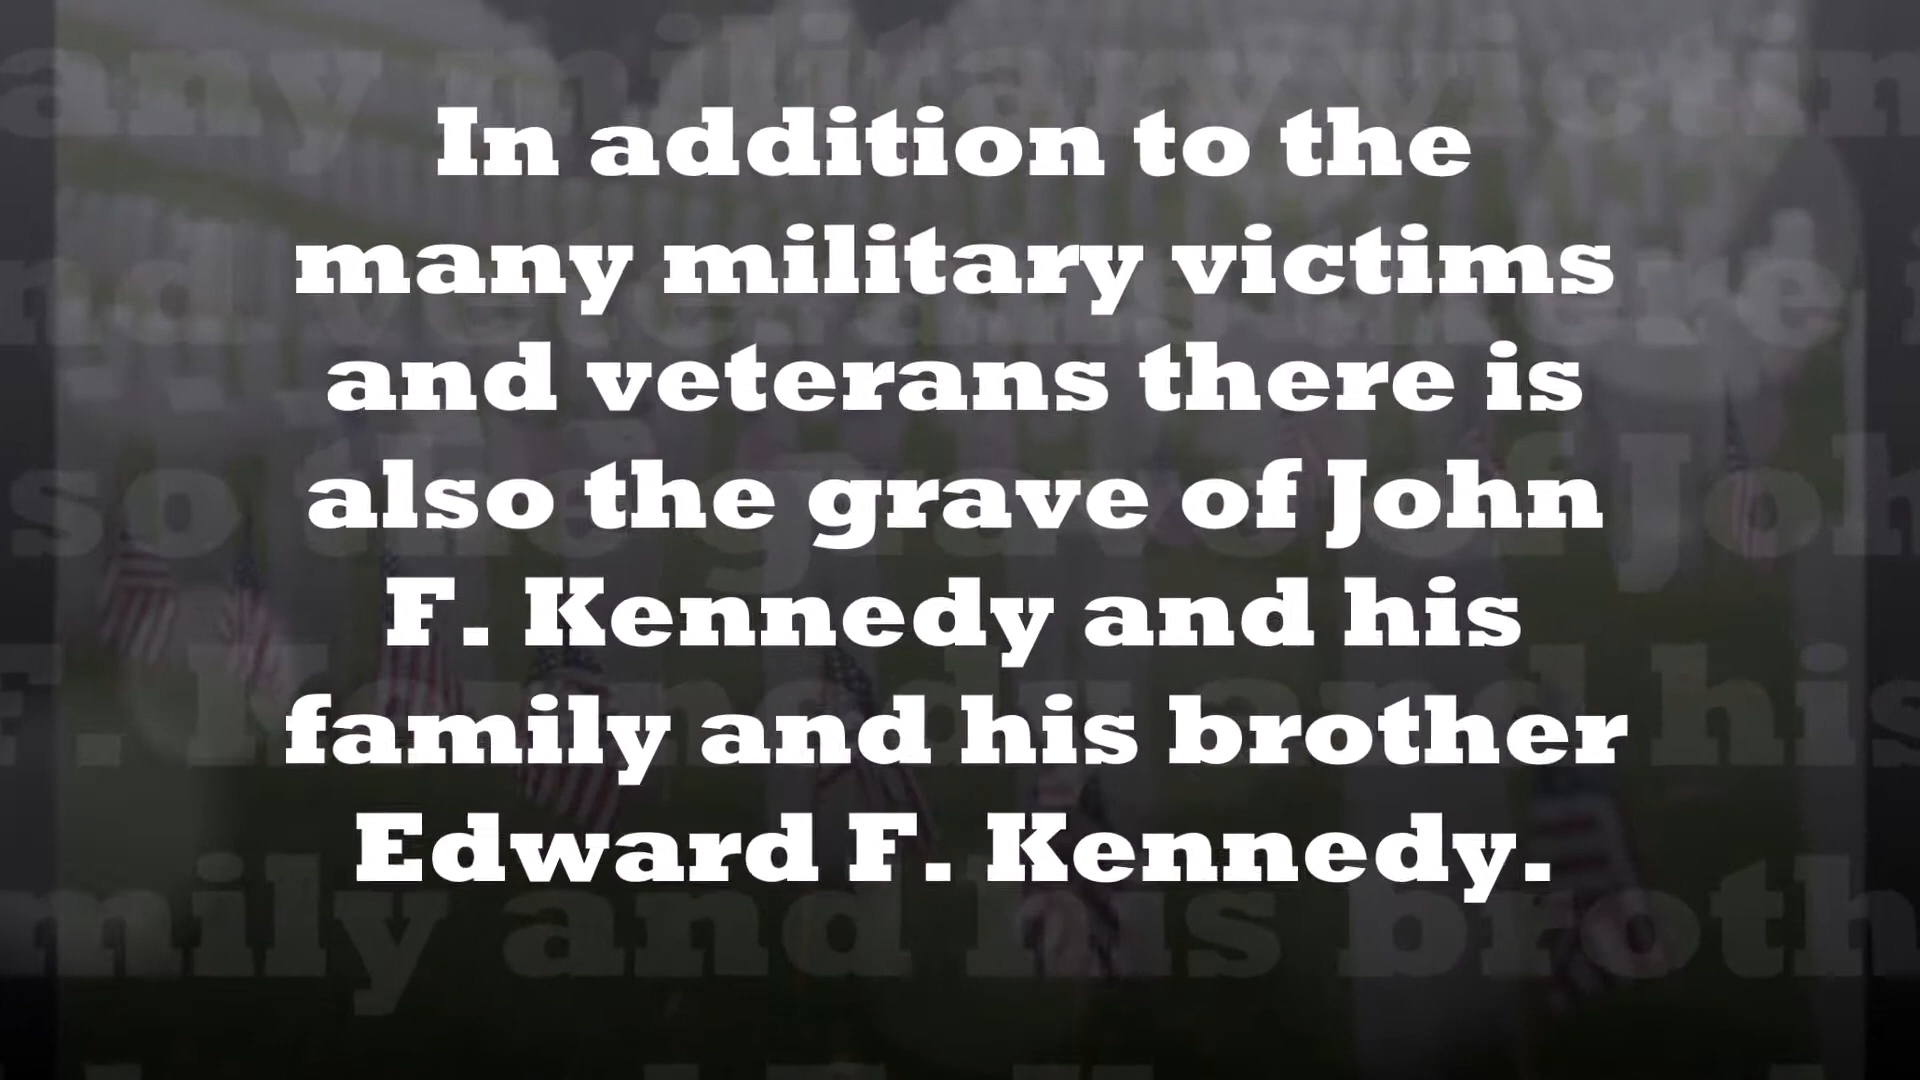 In addition to the
many military victims
and veterans there is
also the grave of John
F. Kennedy and his
family and his brother
Edward F. Kennedy.